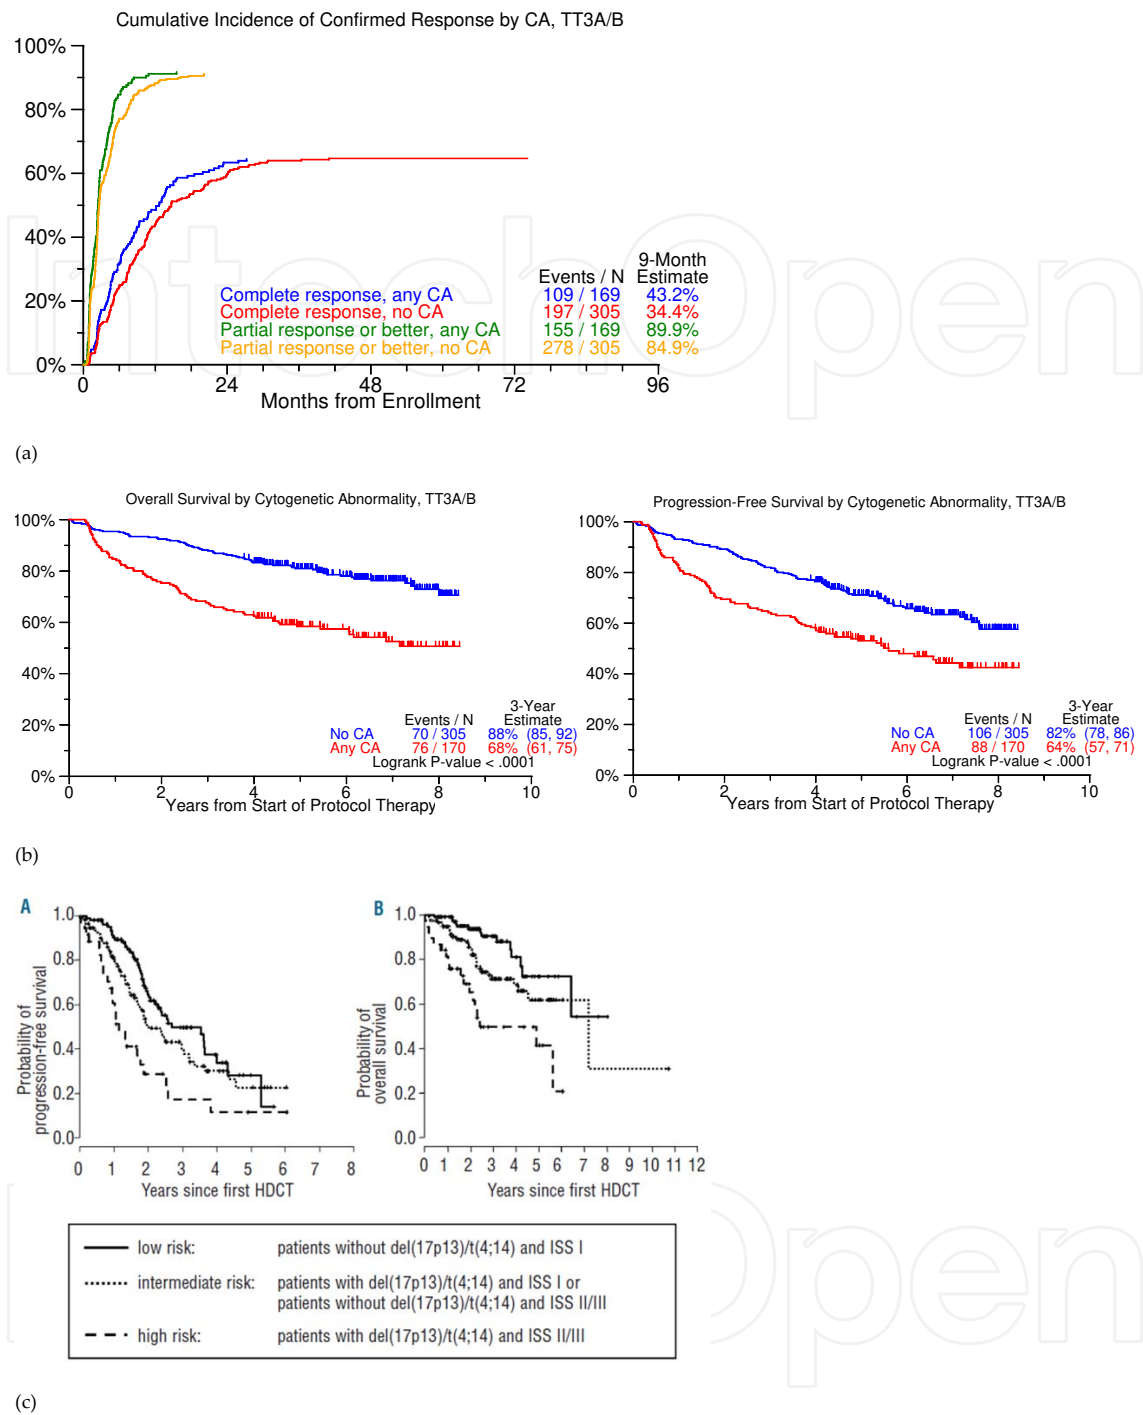 Cumulative Incidence of Confirmed Response by CA, TT3A/B
100%
80%
60%
40%
20%
0%
9-Month
Events / N Estimate
Complete response, any CA 109 / 169 43.2%
Complete response, no CA 197 / 305 34.4%
Partial response or better, any CA 155 / 169 89.9%
Partial response or better, no CA 278 / 305 84.9%
0 24 48 72 96
Months from Enrollment
IntechOpen
(a)
Overall Survival by Cytogenetic Abnormality, TT3A/B
100%
80%
60%
40%
20%
0%
3-Year
Events / N Estimate
No CA 70 / 305 88% (85, 92)
Any CA 76 / 170 68% (61, 75)
Logrank P-value < .0001
0 2 4 6 8 10
Years from Start of Protocol Therapy
Progression-Free Survival by Cytogenetic Abnormality, TT3A/B
100%
80%
60%
40%
20%
0%
3-Year
Events / N Estimate
No CA 106 / 305 82% (78, 86)
Any CA 88 / 170 64% (57, 71)
Logrank P-value < .0001
0 2 4 6 8 10
Years from Start of Protocol Therapy
(b)
A
Probability of
progression-free survival
1.0
0.8
0.6
0.4
0.2
0.0
0 1 2 3 4 5 6 7 8
Years since first HDCT
B
Probability of
overall survival
1.0
0.8
0.6
0.4
0.2
0.0
0 1 2 3 4 5 6 7 8 9 10 11 12
Years since first HDCT
low risk: patients without del(17p13)/t(4;14) and ISS I
intermediate risk: patients with del(17p13)/t(4;14) and ISS I or
patients without del(17p13)/t(4;14) and ISS II/III
high risk: patients with del(17p13)/t(4;14) and ISS II/III
Open
(c)